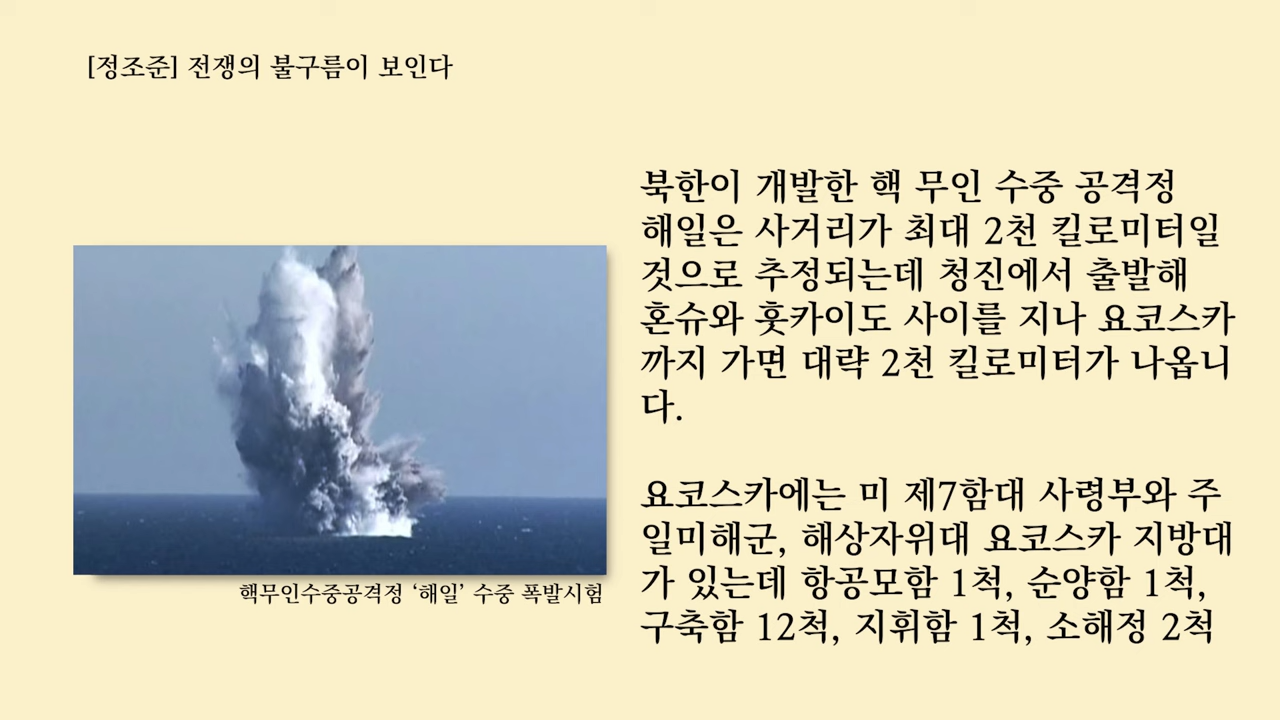 [정조준] 전쟁의 불구름이 보인다
북한이 개발한 핵 무인 수중 공격정
해일은 사거리가 최대 2천 킬로미터일
것으로 추정되는데 청진에서 출발해
혼슈와 홋카이도 사이를 지나 요코스카
까지 가면 대략 2천 킬로미터가 나옵니
다.
요코스카에는 미 제7함대 사령부와 주
일미해군, 해상자위대 요코스카 지방대
가 있는데 항공모함 1척, 순양함 1척,
구축함 12척, 지휘함 1척, 소해정 2척
핵무인수중공격정 ‘해일’ 수중 폭발시험